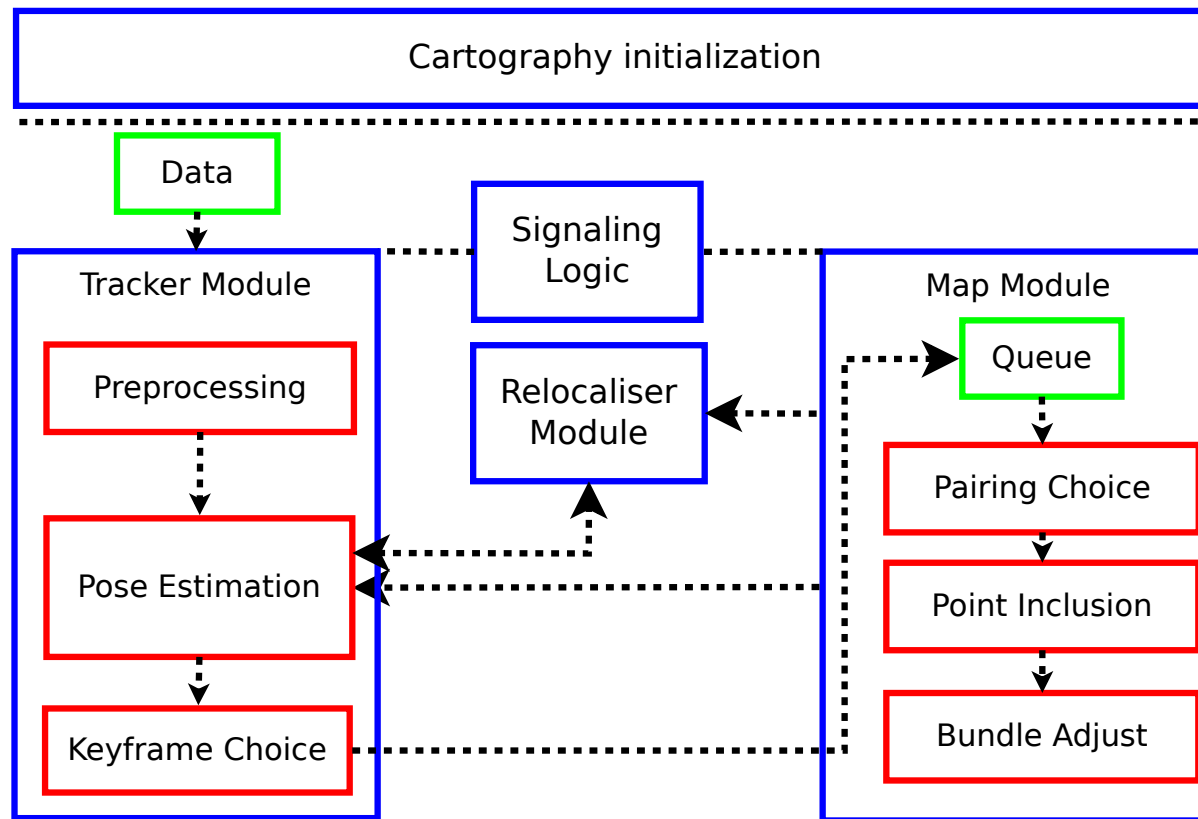 Cartography initialization
Data
Signaling
Logic
Tracker Module
Map Module
Preprocessing
Relocaliser
Module
Queue
Pairing Choice
Pose Estimation
Point Inclusion
Keyframe Choice
Bundle Adjust